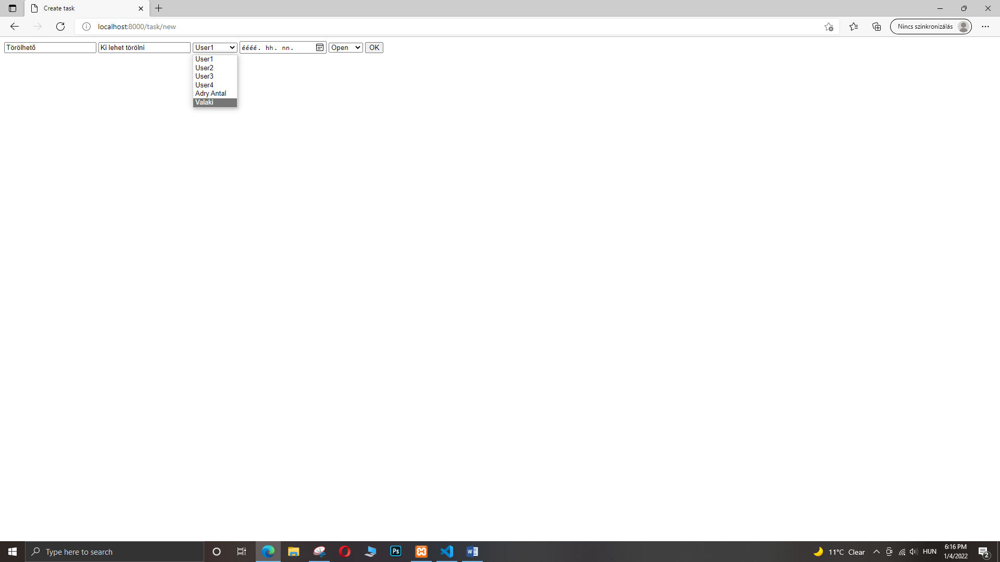 Create task
localhost:8000/task/new
Nincs szinkronizálás
Törölhető
Ki lehet törölni
User1
éééé. hh. nn.
Open
OK
User1
User2
User3
User4
Adry Antal
Valaki
Type here to search
Ps
W
11°C Clear
HUN
6:16 PM
1/4/2022
2